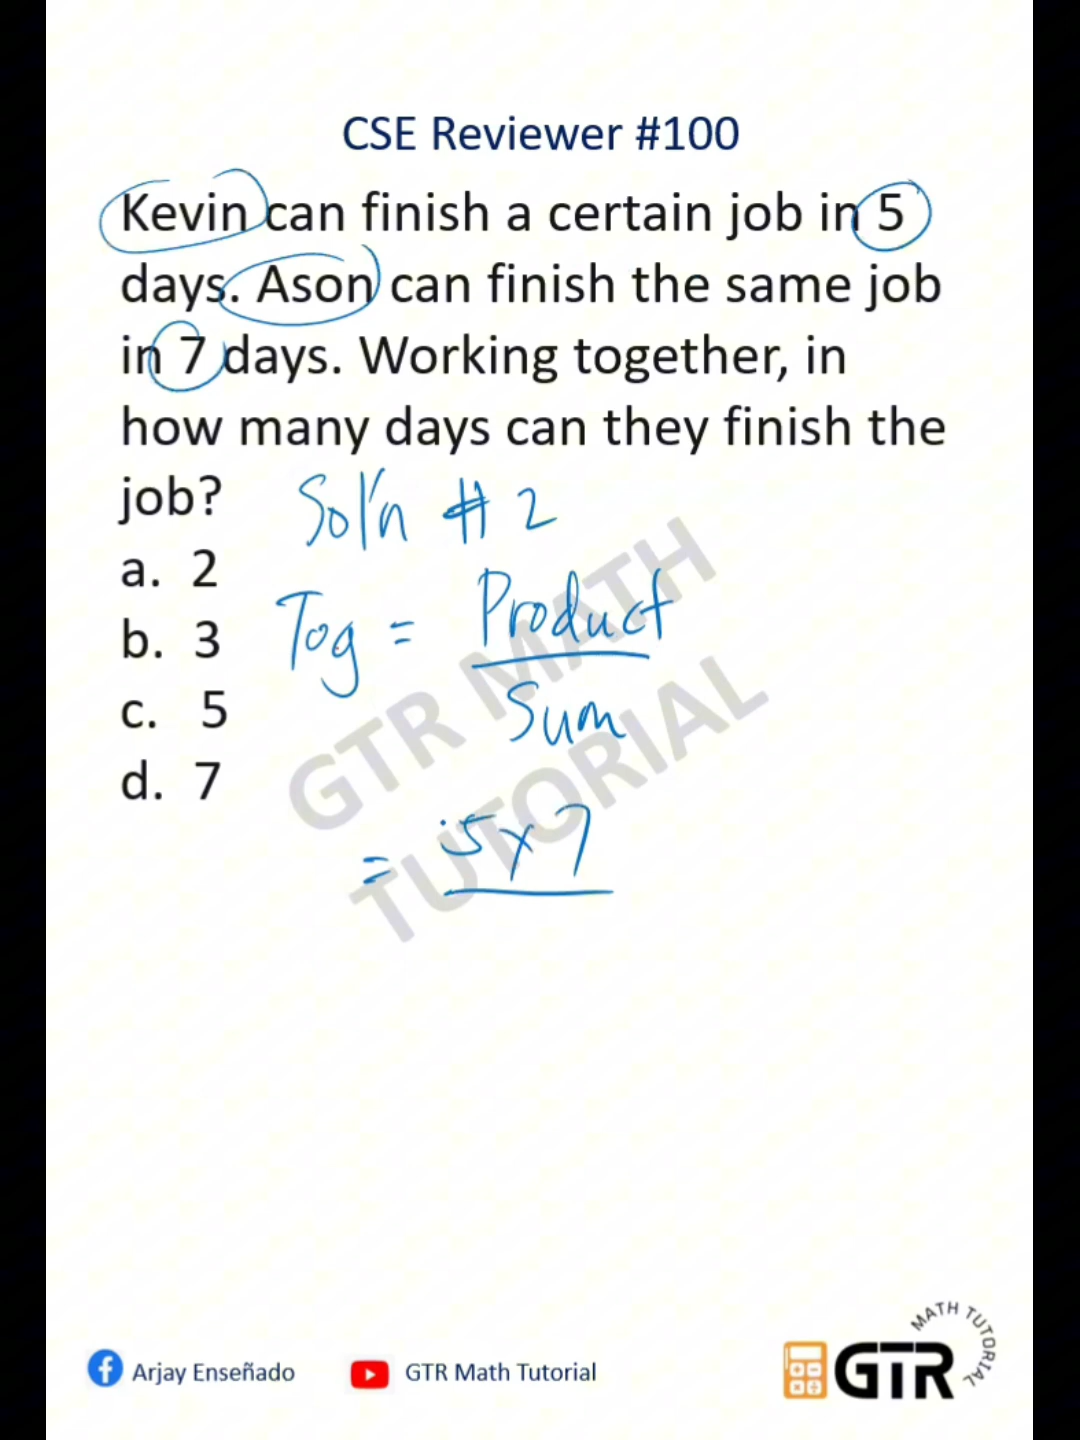 CSE Reviewer #100
Kevin can finish a certain job in 5
days. Ason can finish the same job
in 7 days. Working together, in
how many days can they finish the
job?
Sol'n # 2
a. 2
b. 3
c. 5
d. 7
Tog = Product
Sum
= 5 x 7
GTR MATH
TUTORIAL
Arjay Enseñado
GTR Math Tutorial
GTR
MATH TUTORIAL